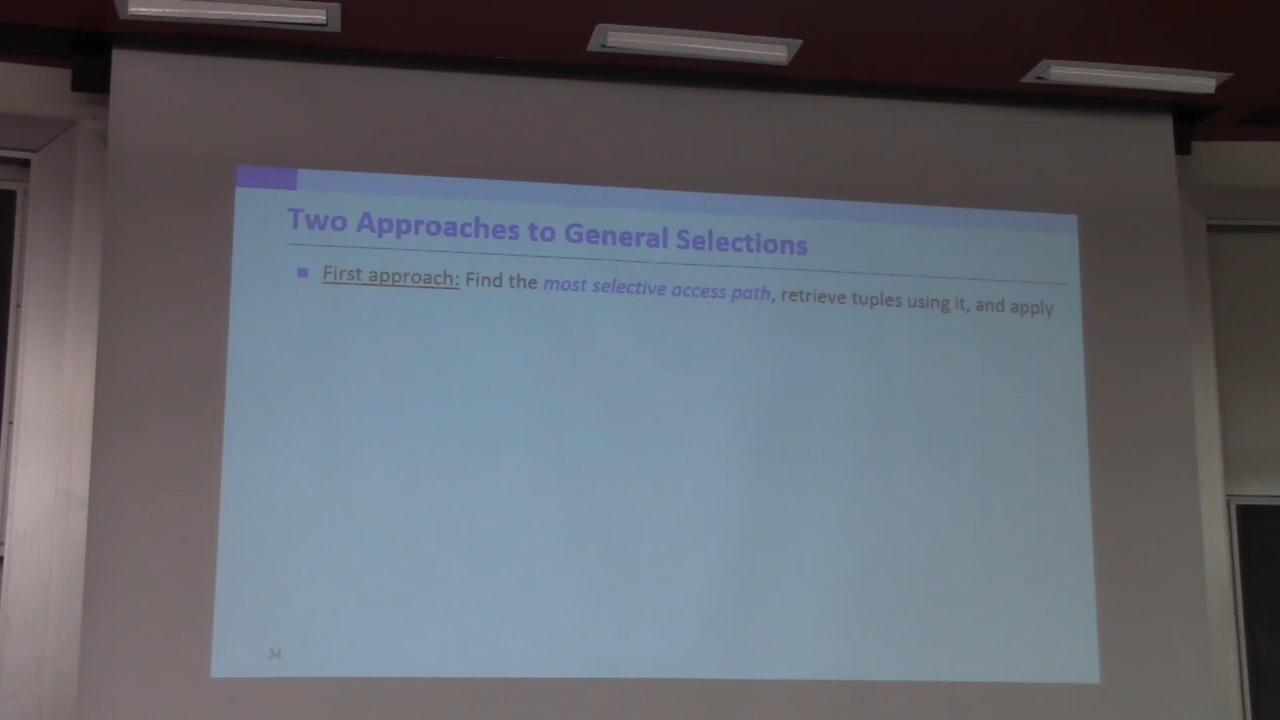 Two Approaches to General Selections
First approach: Find the most selective access path, retrieve tuples using it, and apply
34